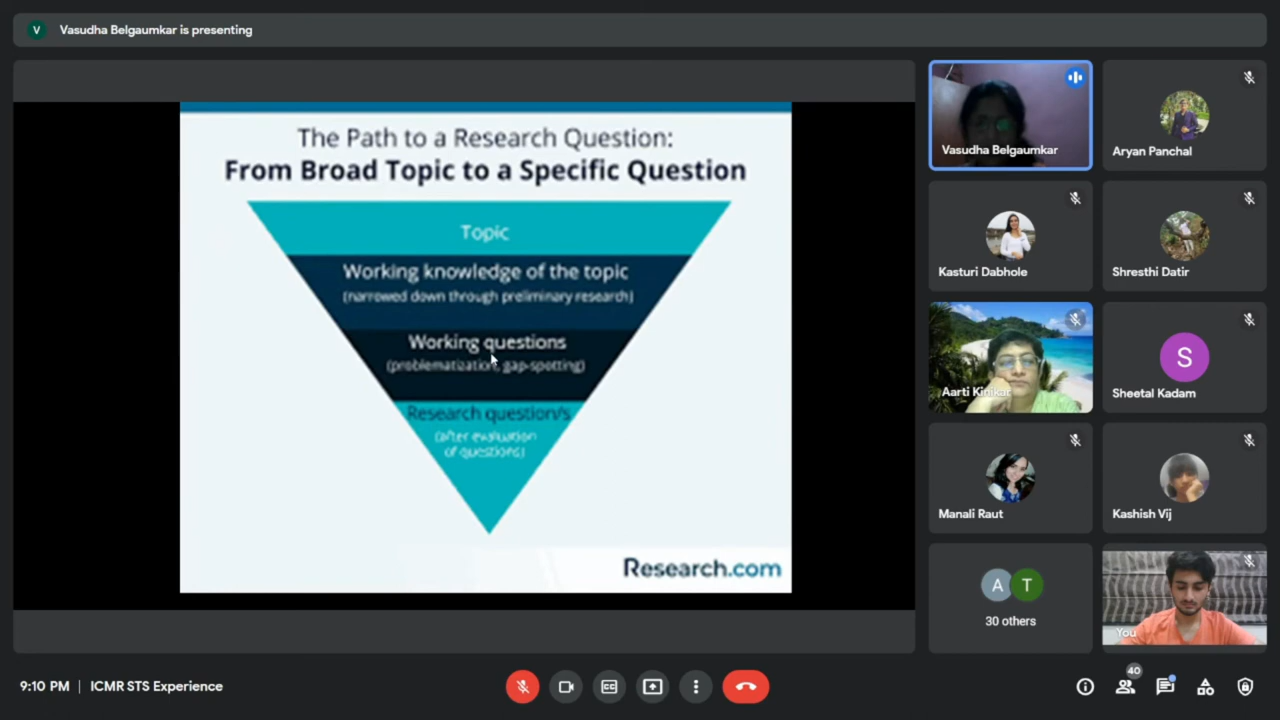 V
Vasudha Belgaumkar is presenting
The Path to a Research Question:
From Broad Topic to a Specific Question
Topic
Working knowledge of the topic
(narrowed down through preliminary research)
Working questions
(problematization, gap-spotting)
Research question/s
(after evaluation
of questions)
Research.com
Vasudha Belgaumkar
Aryan Panchal
Kasturi Dabhole
Shresthi Datir
Aarti Kinikar
S
Sheetal Kadam
Manali Raut
Kashish Vij
A T
30 others
You
9:10 PM | ICMR STS Experience
CC
40